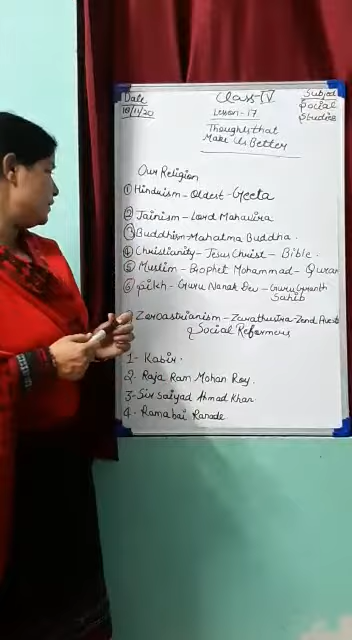 Date
18/11/20
Class-IV
Subject
Social
Studies
Lesson-17
Thoughts that
Make Us Better
Our Religion
① Hinduism - Oldest - Geeta
② Jainism - Lord Mahavira
③ Buddhism - Mahatma Buddha.
④ Christianity - Jesus Christ - Bible.
⑤ Muslim - Prophet Mohammad - Quran
⑥ Sikh - Guru Nanak Dev - Guru Granth
Sahib
Zoroastrianism - Zarathustra - Zend Avesta
Social Reformers
1 - Kabir.
2. Raja Ram Mohan Roy.
3 - Sir Saiyad Ahmad Khan
4. Ramabai Ranade